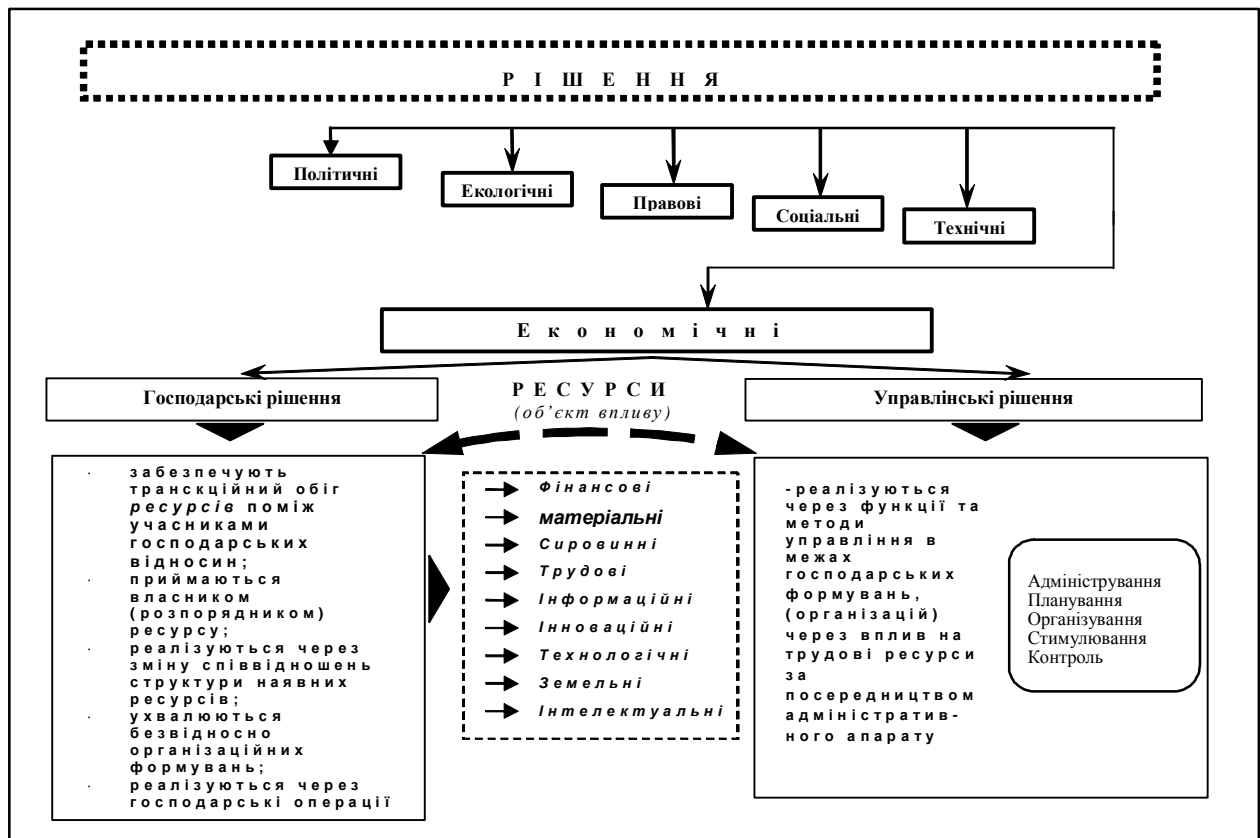 РІШЕННЯ
Політичні
Екологічні
Правові
Соціальні
Технічні
Економічні
Господарські рішення
РЕСУРСИ
(об’єкт впливу)
Управлінські рішення
· забезпечують
транскційний обіг
ресурсів поміж
учасниками
господарських
відносин;
· приймаються
власником
(розпорядником)
ресурсу;
· реалізуються через
зміну співвідношень
структури наявних
ресурсів;
· ухвалюються
безвідносно
організаційних
формувань;
· реалізуються через
господарські операції
Фінансові
матеріальні
Сировинні
Трудові
Інформаційні
Інноваційні
Технологічні
Земельні
Інтелектуальні
-реалізуються
через функції та
методи
управління в
межах
господарських
формувань,
(організацій)
через вплив на
трудові ресурси
за
посередництвом
адміністратив-
ного апарату
Адміністрування
Планування
Організування
Стимулювання
Контроль